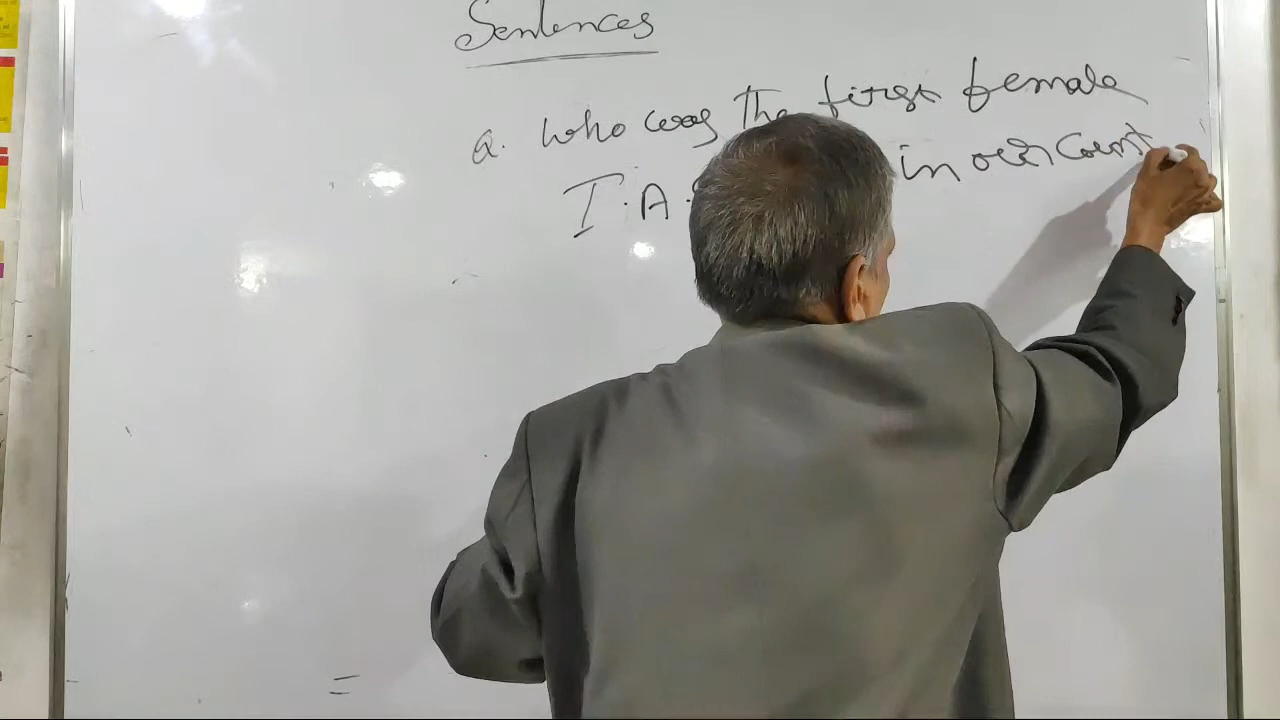 Sentences
Q. Who was the first female
I.A. in our Count